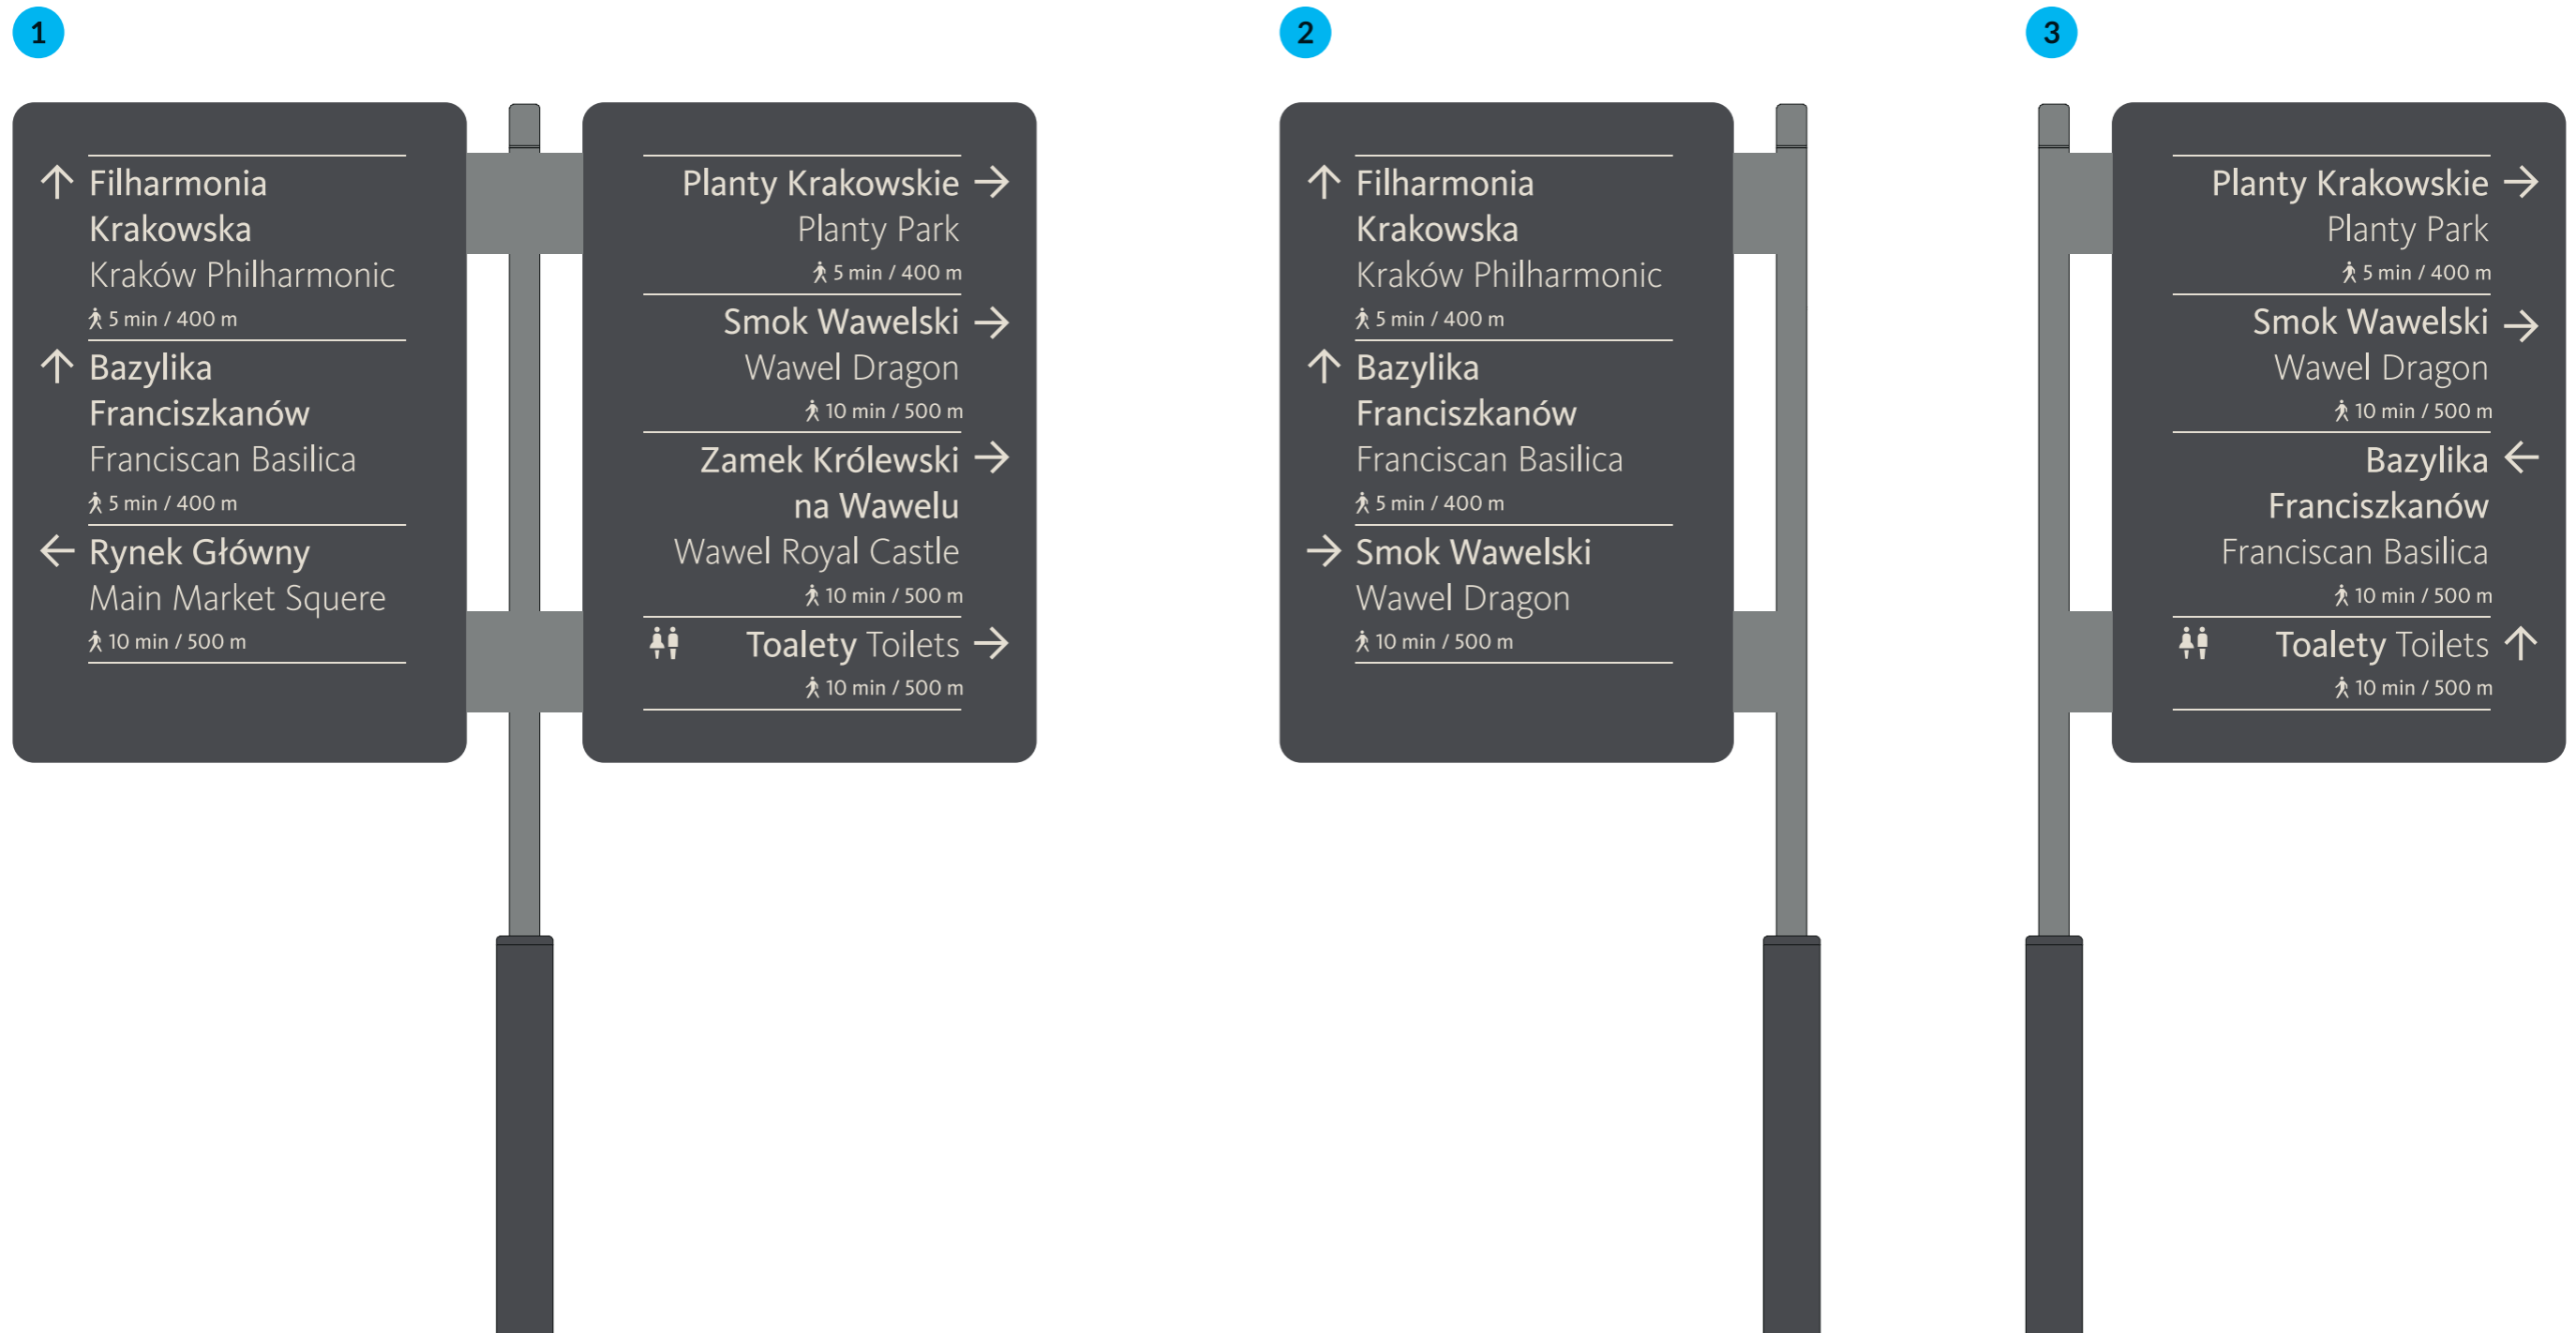 1
Filharmonia
Krakowska
Kraków Philharmonic
5 min / 400 m
Bazylika
Franciszkanów
Franciscan Basilica
5 min / 400 m
Rynek Główny
Main Market Squere
10 min / 500 m
Planty Krakowskie
Planty Park
5 min / 400 m
Smok Wawelski
Wawel Dragon
10 min / 500 m
Zamek Królewski
na Wawelu
Wawel Royal Castle
10 min / 500 m
Toalety Toilets
10 min / 500 m
2
Filharmonia
Krakowska
Kraków Philharmonic
5 min / 400 m
Bazylika
Franciszkanów
Franciscan Basilica
5 min / 400 m
Smok Wawelski
Wawel Dragon
10 min / 500 m
3
Planty Krakowskie
Planty Park
5 min / 400 m
Smok Wawelski
Wawel Dragon
10 min / 500 m
Bazylika
Franciszkanów
Franciscan Basilica
10 min / 500 m
Toalety Toilets
10 min / 500 m